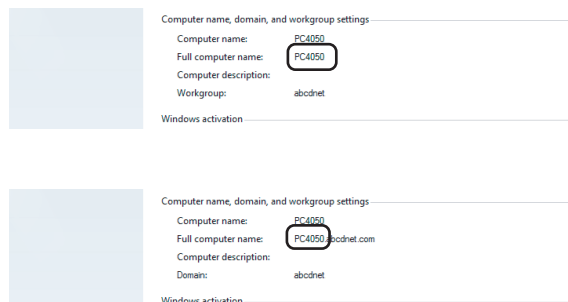 Computer name, domain, and workgroup settings
Computer name: PC4050
Full computer name: PC4050
Computer description:
Workgroup: abcdnet
Windows activation
Computer name, domain, and workgroup settings
Computer name: PC4050
Full computer name: PC4050.abcdnet.com
Computer description:
Domain: abcdnet
Windows activation